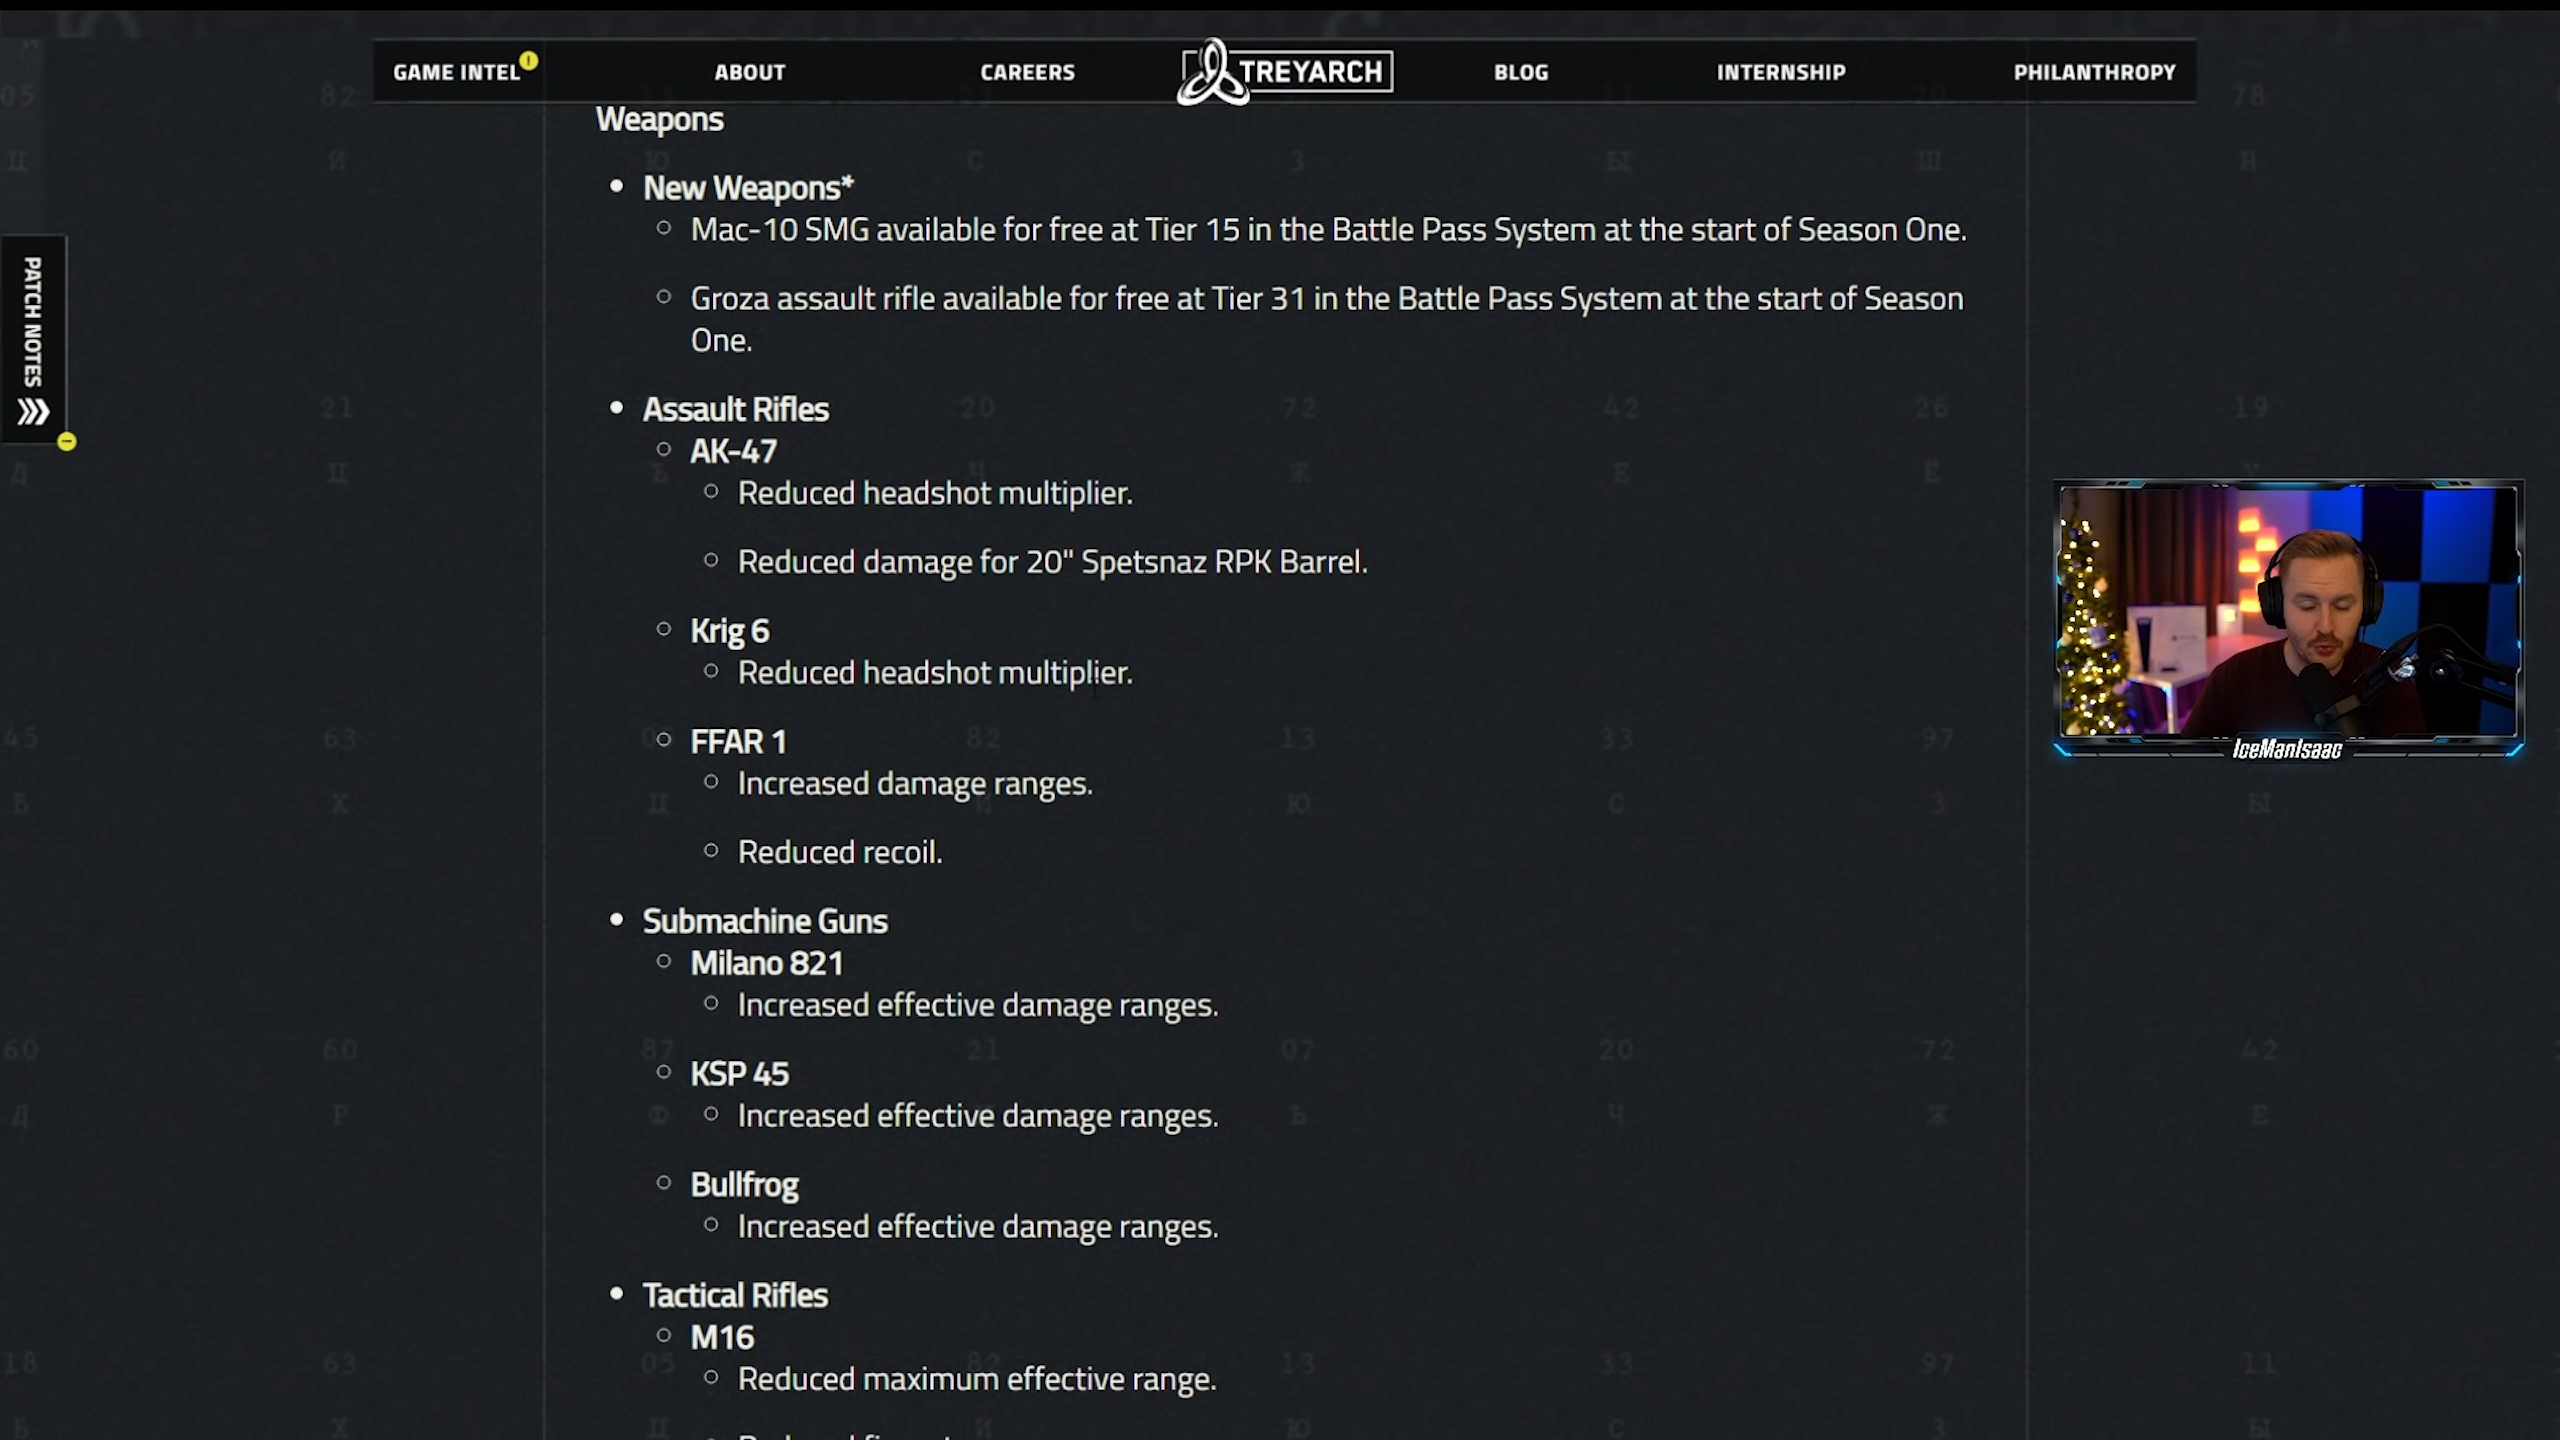 GAME INTEL
ABOUT
CAREERS
TREYARCH
BLOG
INTERNSHIP
PHILANTHROPY
PATCH NOTES
Weapons
New Weapons*
Mac-10 SMG available for free at Tier 15 in the Battle Pass System at the start of Season One.
Groza assault rifle available for free at Tier 31 in the Battle Pass System at the start of Season
One.
Assault Rifles
AK-47
Reduced headshot multiplier.
Reduced damage for 20" Spetsnaz RPK Barrel.
Krig 6
Reduced headshot multiplier.
FFAR 1
Increased damage ranges.
Reduced recoil.
Submachine Guns
Milano 821
Increased effective damage ranges.
KSP 45
Increased effective damage ranges.
Bullfrog
Increased effective damage ranges.
Tactical Rifles
M16
Reduced maximum effective range.
IceManIsaac